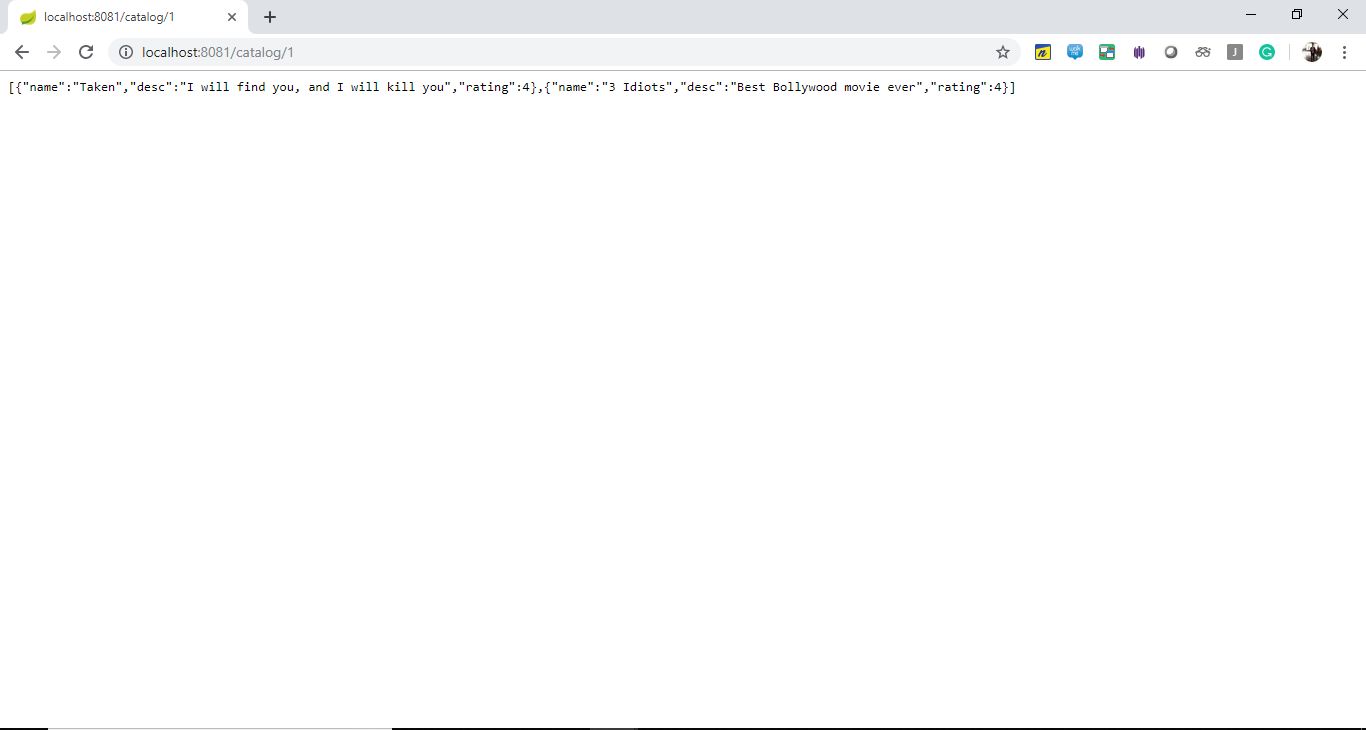 localhost:8081/catalog/1
localhost:8081/catalog/1
[{"name":"Taken","desc":"I will find you, and I will kill you","rating":4},{"name":"3 Idiots","desc":"Best Bollywood movie ever","rating":4}]